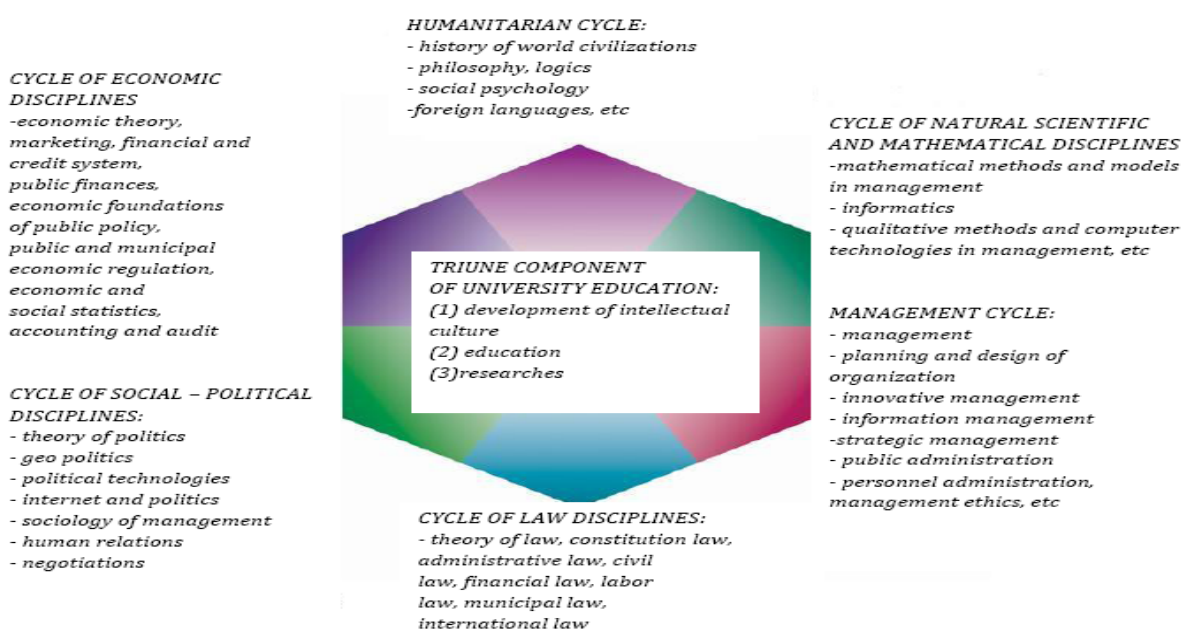 HUMANITARIAN CYCLE:
- history of world civilizations
- philosophy, logics
- social psychology
-foreign languages, etc
CYCLE OF ECONOMIC
DISCIPLINES
-economic theory,
marketing, financial and
credit system,
public finances,
economic foundations
of public policy,
public and municipal
economic regulation,
economic and
social statistics,
accounting and audit
CYCLE OF NATURAL SCIENTIFIC
AND MATHEMATICAL DISCIPLINES
-mathematical methods and models
in management
- informatics
- qualitative methods and computer
technologies in management, etc
TRIUNE COMPONENT
OF UNIVERSITY EDUCATION:
(1) development of intellectual
culture
(2) education
(3)researches
MANAGEMENT CYCLE:
- management
- planning and design of
organization
- innovative management
- information management
-strategic management
- public administration
- personnel administration,
management ethics, etc
CYCLE OF SOCIAL – POLITICAL
DISCIPLINES:
- theory of politics
- geo politics
- political technologies
- internet and politics
- sociology of management
- human relations
- negotiations
CYCLE OF LAW DISCIPLINES:
- theory of law, constitution law,
administrative law, civil
law, financial law, labor
law, municipal law,
international law